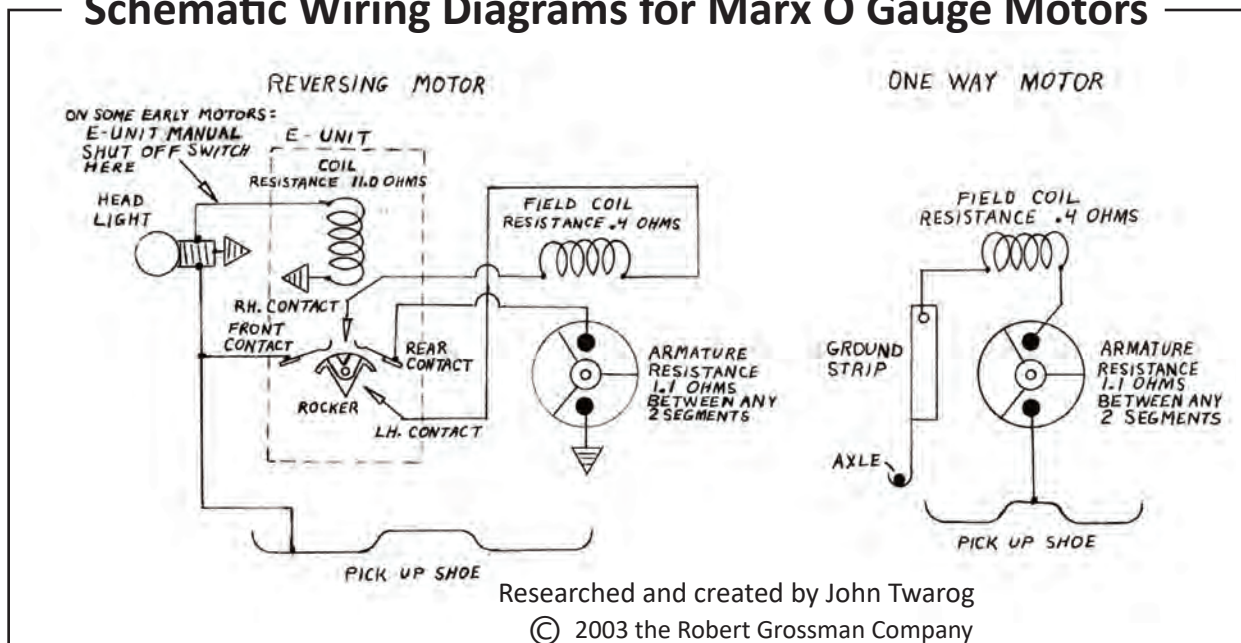 Schematic Wiring Diagrams for Marx O Gauge Motors
REVERSING MOTOR
ON SOME EARLY MOTORS:
E-UNIT MANUAL
SHUT OFF SWITCH
HERE
E-UNIT
COIL
RESISTANCE 11.0 OHMS
HEAD
LIGHT
FIELD COIL
RESISTANCE .4 OHMS
RH. CONTACT
FRONT
CONTACT
REAR
CONTACT
ROCKER
LH. CONTACT
ARMATURE
RESISTANCE
1.1 OHMS
BETWEEN ANY
2 SEGMENTS
PICK UP SHOE
ONE WAY MOTOR
FIELD COIL
RESISTANCE .4 OHMS
GROUND
STRIP
ARMATURE
RESISTANCE
1.1 OHMS
BETWEEN ANY
2 SEGMENTS
AXLE
PICK UP SHOE
Researched and created by John Twarog
© 2003 the Robert Grossman Company